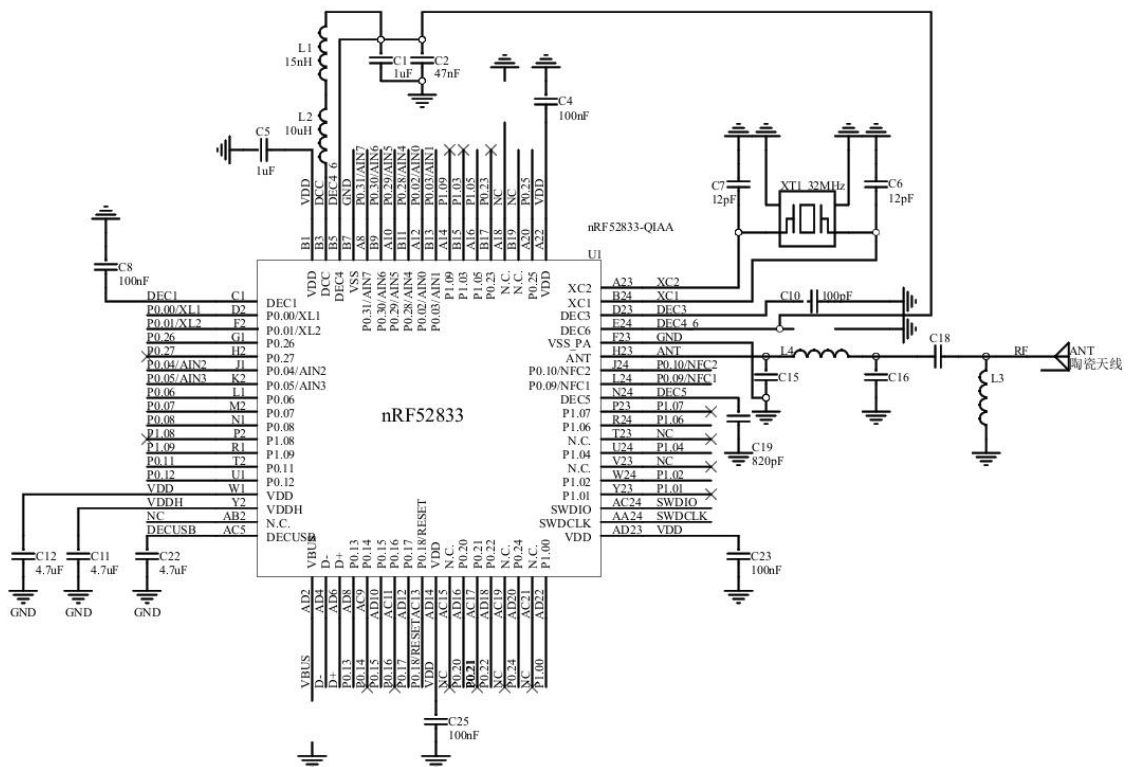 L1
15nH
C1
1uF
C2
47nF
L2
10uH
C4
100nF
C5
1uF
VDD
DCC
DEC4_6
GND
P0.31/AIN7
P0.30/AIN6
P0.29/AIN5
P0.28/AIN4
P0.02/AIN0
P0.03/AIN1
P1.09
P1.03
P1.05
P0.23
NC
NC
P0.25
VDD
B1
B3
B5
B7
A8
B9
A10
B11
A12
B13
A14
B15
A16
B17
A18
B19
A20
A22
VDD
DCC
DEC4
VSS
P0.31/AIN7
P0.30/AIN6
P0.29/AIN5
P0.28/AIN4
P0.02/AIN0
P0.03/AIN1
P1.09
P1.03
P1.05
P0.23
N.C.
N.C.
P0.25
VDD
C7
12pF
XT1_32MHz
C6
12pF
nRF52833-QIAA
U1
C8
100nF
DEC1 C1 DEC1
P0.00/XL1 D2 P0.00/XL1
P0.01/XL2 F2 P0.01/XL2
P0.26 G1 P0.26
P0.27 H2 P0.27
P0.04/AIN2 J1 P0.04/AIN2
P0.05/AIN3 K2 P0.05/AIN3
P0.06 L1 P0.06
P0.07 M2 P0.07
P0.08 N1 P0.08
P1.08 P2 P1.08
P1.09 R1 P1.09
P0.11 T2 P0.11
P0.12 U1 P0.12
VDD W1 VDD
VDDH Y2 VDDH
NC AB2 N.C.
DECUSB AC5 DECUSB
nRF52833
XC2 A23 XC2
XC1 B24 XC1
DEC3 D23 DEC3
DEC6 E24 DEC4_6
VSS_PA F23 GND
ANT H23 ANT
P0.10/NFC2 J24 P0.10/NFC2
P0.09/NFC1 L24 P0.09/NFC1
DEC5 N24 DEC5
P1.07 P23 P1.07
P1.06 R24 P1.06
N.C. T23 NC
P1.04 U24 P1.04
N.C. V23 NC
P1.02 W24 P1.02
P1.01 Y23 P1.01
SWDIO AC24 SWDIO
SWDCLK AA24 SWDCLK
VDD AD23 VDD
C10
100pF
L4
C18
RF
ANT
陶瓷天线
C15
C16
L3
C19
820pF
C12
4.7uF
GND
C11
4.7uF
GND
C22
4.7uF
GND
C23
100nF
VBUS
D-
D+
P0.13
P0.14
P0.15
P0.16
P0.17
P0.18/RESET
VDD
N.C.
P0.20
P0.21
P0.22
N.C.
P0.24
N.C.
P1.00
AD2
AD4
AD6
AD8
AC9
AD10
AC11
AD12
AC13
AD14
AC15
AD16
AC17
AD18
AC19
AD20
AC21
AD22
VBUS
D-
D+
P0.13
P0.14
P0.15
P0.16
P0.17
P0.18/RESET
VDD
NC
P0.20
P0.21
P0.22
NC
P0.24
NC
P1.00
C25
100nF